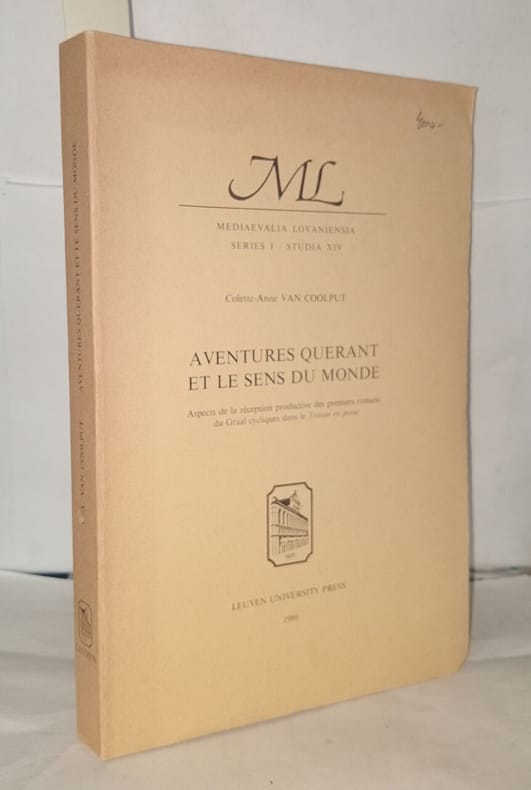 ML
MEDIAEVALIA LOVANIENSIA
SERIES I / STUDIA XIV
Colette-Anne VAN COOLPUT
AVENTURES QUERANT
ET LE SENS DU MONDE
Aspects de la réception productive des premiers romans
du Graal cycliques dans le Tristan en prose
LEUVEN UNIVERSITY PRESS
1986
AVENTURES QUERANT ET LE SENS DU MONDE
VAN COOLPUT